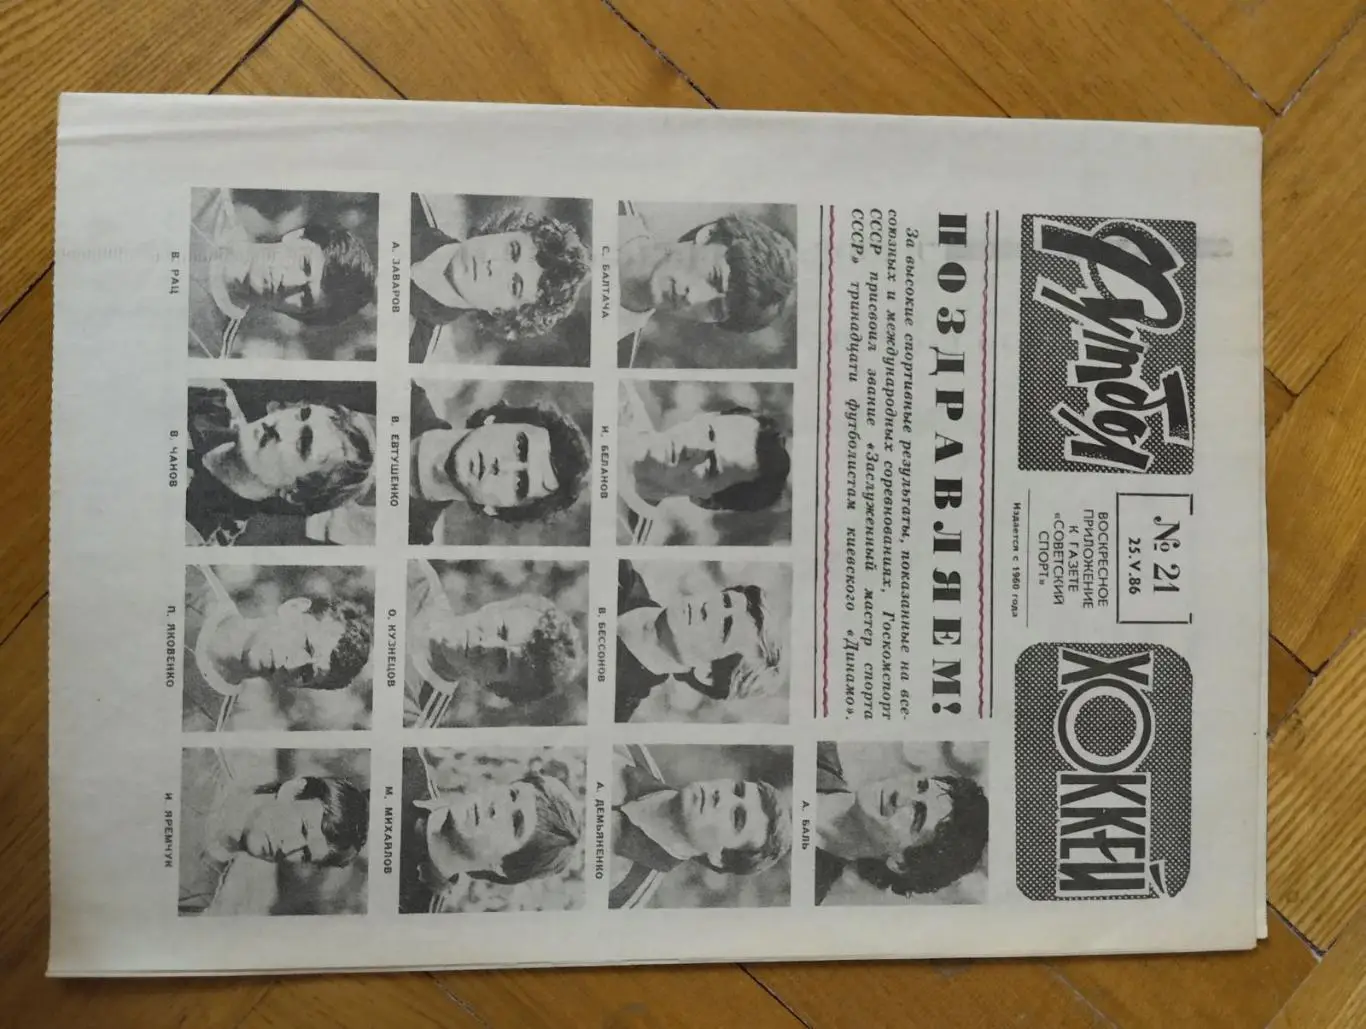 Футбол
№ 21
25.V.86
ВОСКРЕСНОЕ
ПРИЛОЖЕНИЕ
К ГАЗЕТЕ
«СОВЕТСКИЙ
СПОРТ»
Издается с 1960 года
ХОККЕЙ
ПОЗДРАВЛЯЕМ!
За высокие спортивные результаты, показанные на все-
союзных и международных соревнованиях, Госкомспорт
СССР присвоил звание «Заслуженный мастер спорта
СССР» тринадцати футболистам киевского «Динамо».
А. БАЛЬ
С. БАЛТАЧА
И. БЕЛАНОВ
В. БЕССОНОВ
А. ДЕМЬЯНЕНКО
А. ЗАВАРОВ
В. ЕВТУШЕНКО
О. КУЗНЕЦОВ
М. МИХАЙЛОВ
В. РАЦ
В. ЧАНОВ
П. ЯКОВЕНКО
И. ЯРЕМЧУК